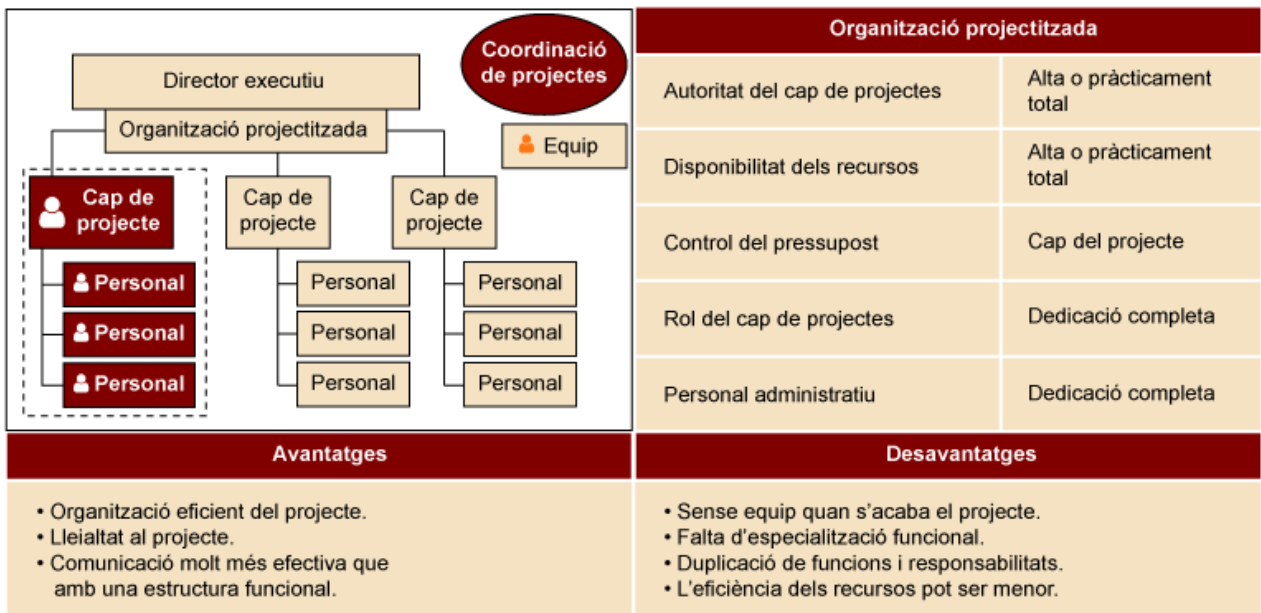 Coordinació
de projectes
Director executiu
Organització projectitzada
Equip
Cap de
projecte
Cap de
projecte
Cap de
projecte
Personal
Personal
Personal
Personal
Personal
Personal
Personal
Personal
Personal
Organització projectitzada
Autoritat del cap de projectes
Alta o pràcticament
total
Disponibilitat dels recursos
Alta o pràcticament
total
Control del pressupost
Cap del projecte
Rol del cap de projectes
Dedicació completa
Personal administratiu
Dedicació completa
Avantatges
• Organització eficient del projecte.
• Lleialtat al projecte.
• Comunicació molt més efectiva que
amb una estructura funcional.
Desavantatges
• Sense equip quan s’acaba el projecte.
• Falta d’especialització funcional.
• Duplicació de funcions i responsabilitats.
• L’eficiència dels recursos pot ser menor.